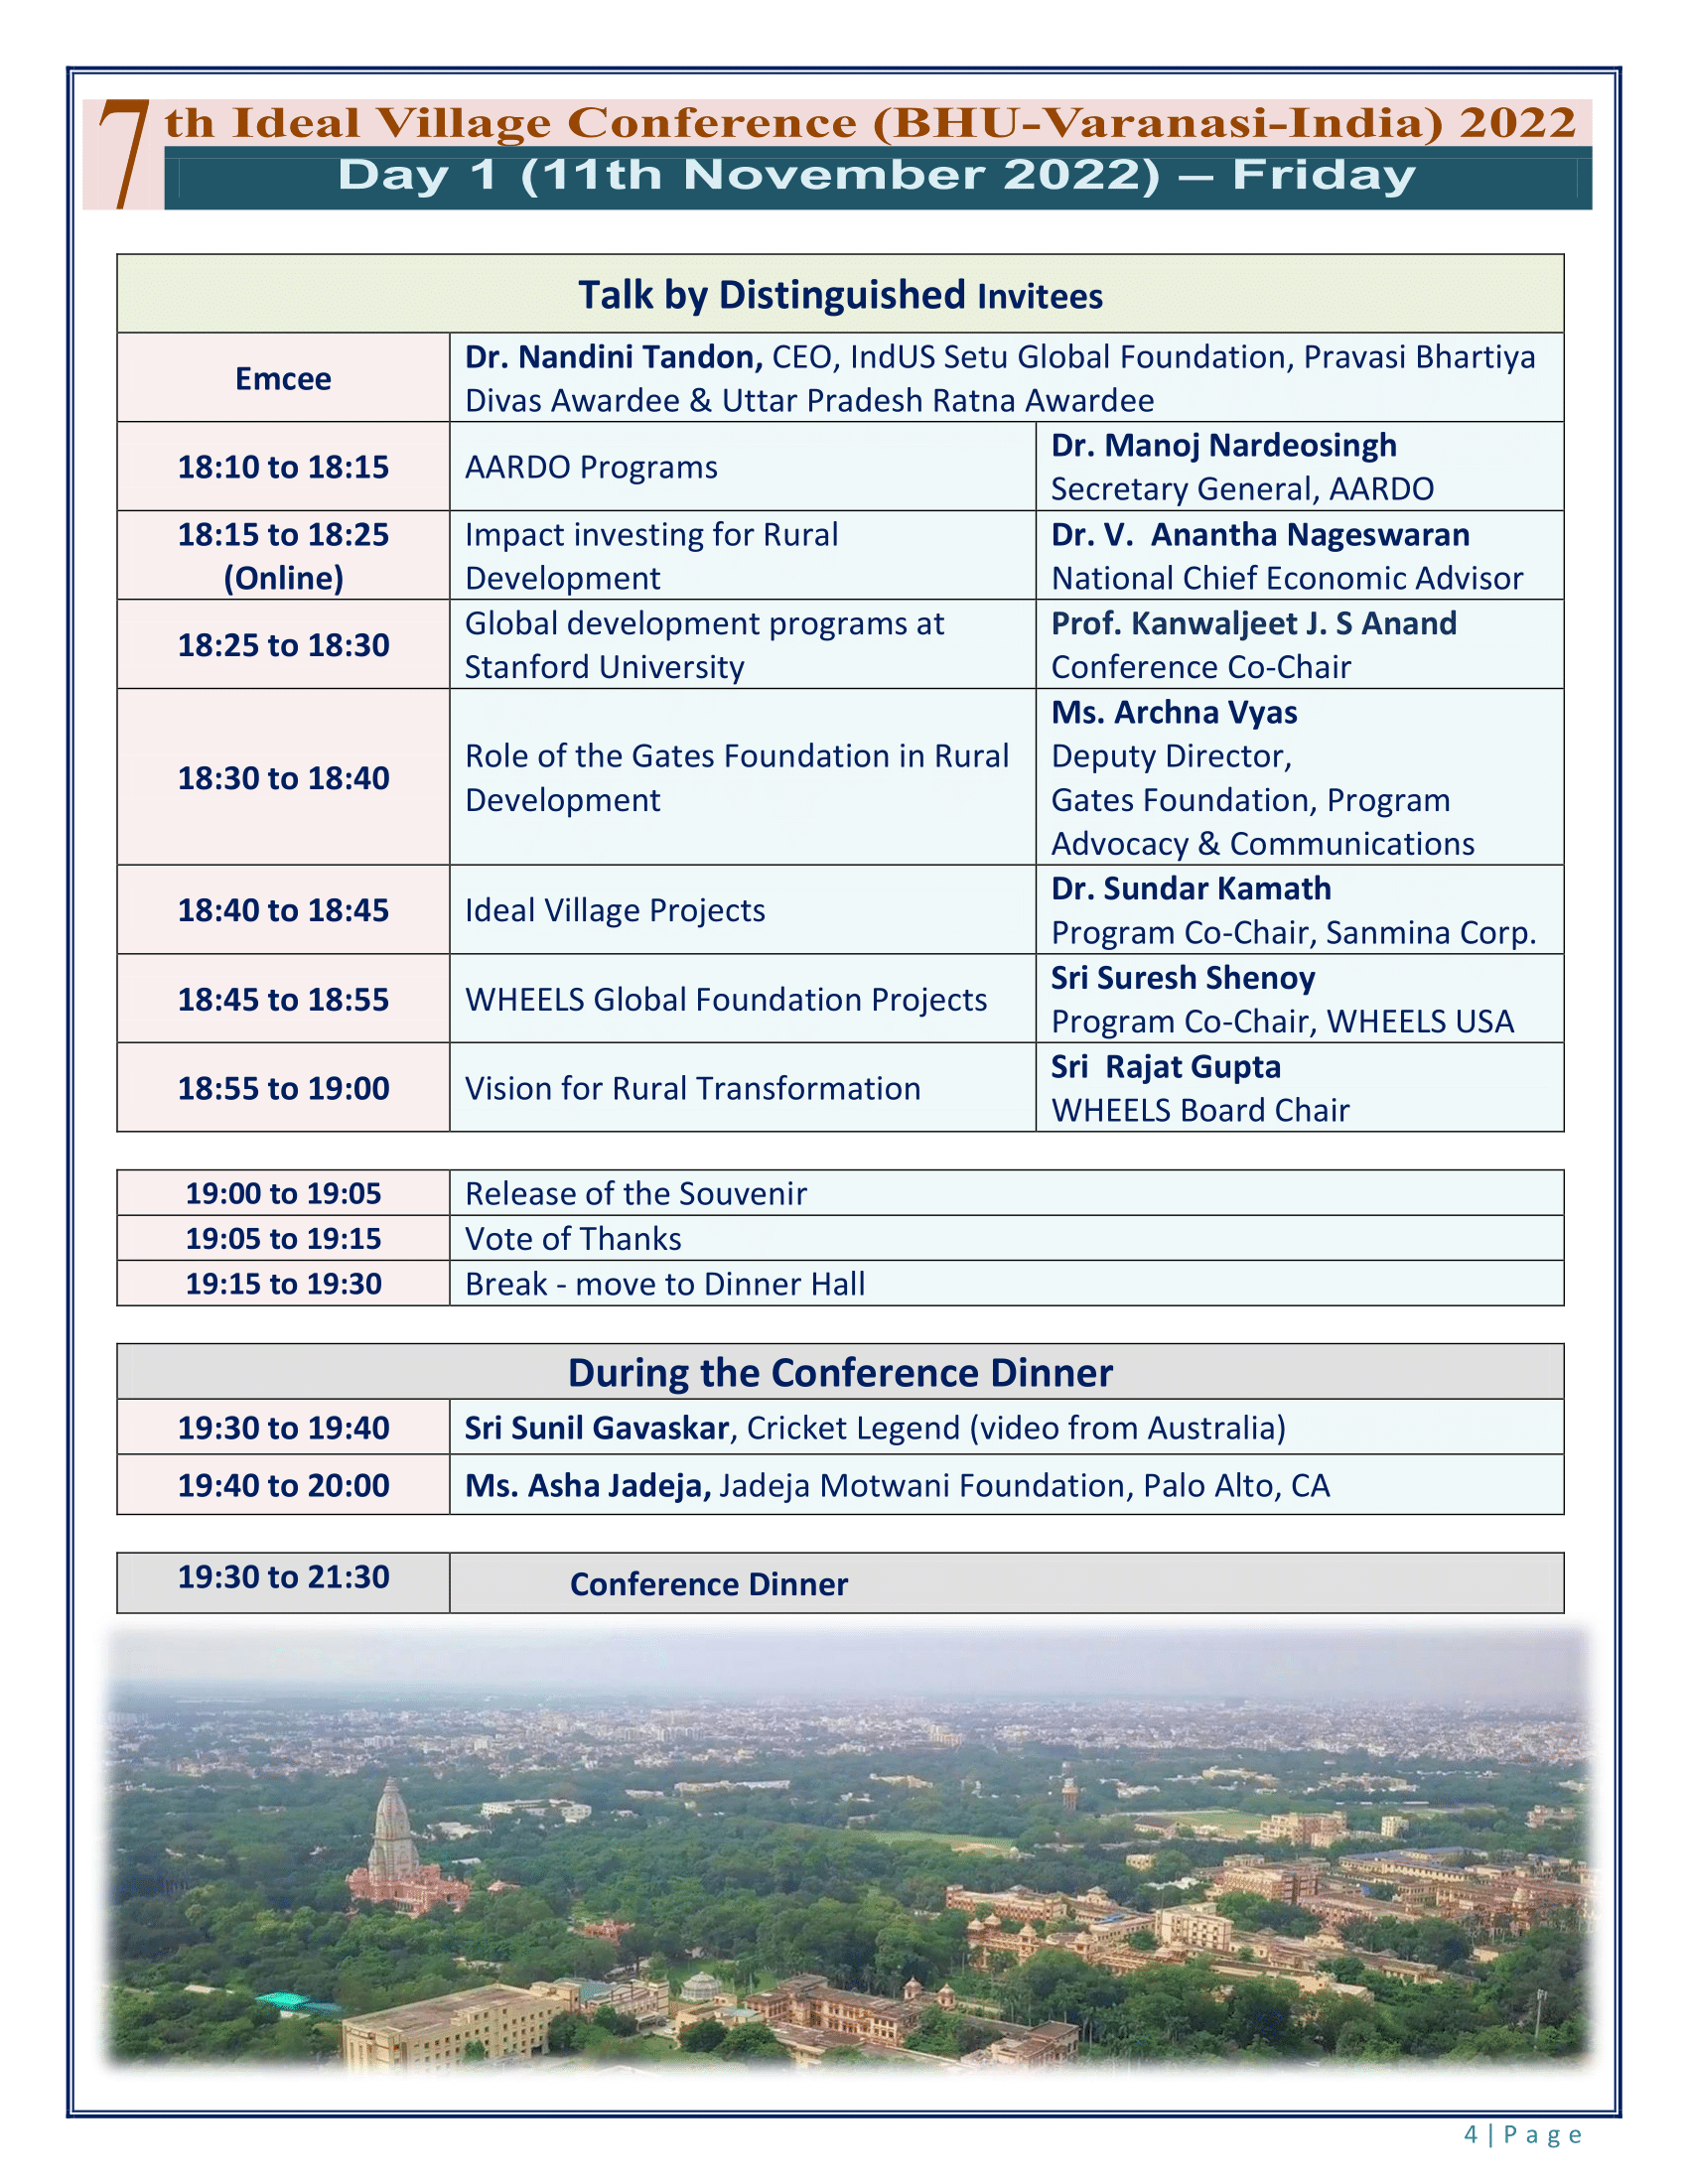 7th Ideal Village Conference (BHU-Varanasi-India) 2022
Day 1 (11th November 2022) – Friday
Talk by Distinguished Invitees
Emcee
Dr. Nandini Tandon, CEO, IndUS Setu Global Foundation, Pravasi Bhartiya
Divas Awardee & Uttar Pradesh Ratna Awardee
18:10 to 18:15
AARDO Programs
Dr. Manoj Nardeosingh
Secretary General, AARDO
18:15 to 18:25
(Online)
Impact investing for Rural
Development
Dr. V.  Anantha Nageswaran
National Chief Economic Advisor
18:25 to 18:30
Global development programs at
Stanford University
Prof. Kanwaljeet J. S Anand
Conference Co-Chair
18:30 to 18:40
Role of the Gates Foundation in Rural
Development
Ms. Archna Vyas
Deputy Director,
Gates Foundation, Program
Advocacy & Communications
18:40 to 18:45
Ideal Village Projects
Dr. Sundar Kamath
Program Co-Chair, Sanmina Corp.
18:45 to 18:55
WHEELS Global Foundation Projects
Sri Suresh Shenoy
Program Co-Chair, WHEELS USA
18:55 to 19:00
Vision for Rural Transformation
Sri  Rajat Gupta
WHEELS Board Chair
19:00 to 19:05
Release of the Souvenir
19:05 to 19:15
Vote of Thanks
19:15 to 19:30
Break - move to Dinner Hall
During the Conference Dinner
19:30 to 19:40
Sri Sunil Gavaskar, Cricket Legend (video from Australia)
19:40 to 20:00
Ms. Asha Jadeja, Jadeja Motwani Foundation, Palo Alto, CA
19:30 to 21:30
Conference Dinner
4 | P a g e